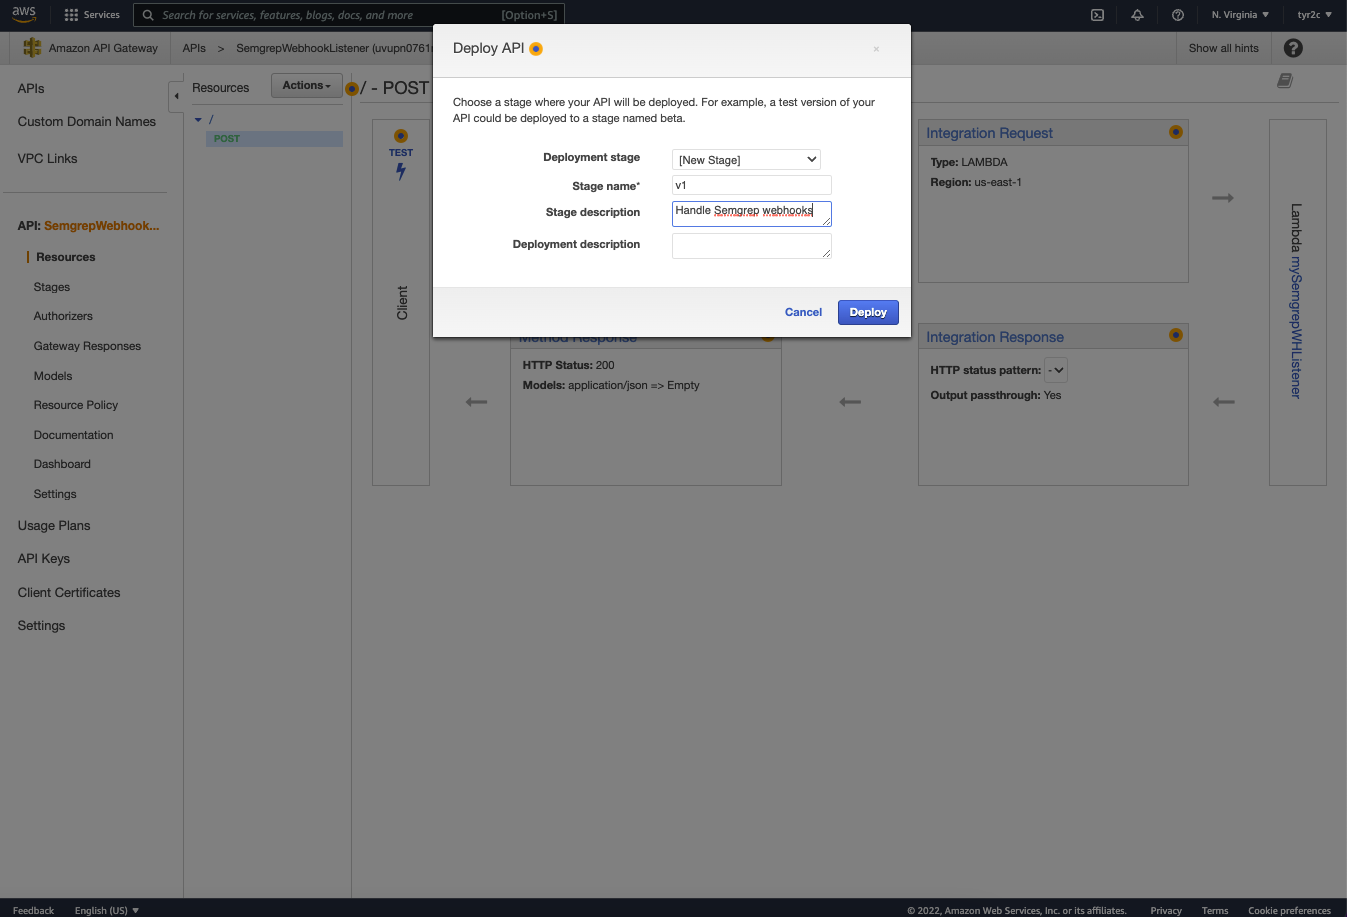 aws
Services
Search for services, features, blogs, docs, and more
[Option+S]
N. Virginia ▼
tyr2c ▼
Amazon API Gateway
APIs > SemgrepWebhookListener (uvupn0761
Show all hints
?
APIs
Custom Domain Names
VPC Links
API: SemgrepWebhook...
Resources
Stages
Authorizers
Gateway Responses
Models
Resource Policy
Documentation
Dashboard
Settings
Usage Plans
API Keys
Client Certificates
Settings
Resources
Actions
/
POST
/ - POST
TEST
Client
Deploy API
×
Choose a stage where your API will be deployed. For example, a test version of your
API could be deployed to a stage named beta.
Deployment stage
[New Stage]
Stage name*
v1
Stage description
Handle Semgrep webhooks
Deployment description
Cancel
Deploy
Method Response
HTTP Status: 200
Models: application/json => Empty
Integration Request
Type: LAMBDA
Region: us-east-1
Integration Response
HTTP status pattern: -
Output passthrough: Yes
Lambda mySemgrepWHListener
Feedback
English (US) ▼
© 2022, Amazon Web Services, Inc. or its affiliates.
Privacy
Terms
Cookie preferences